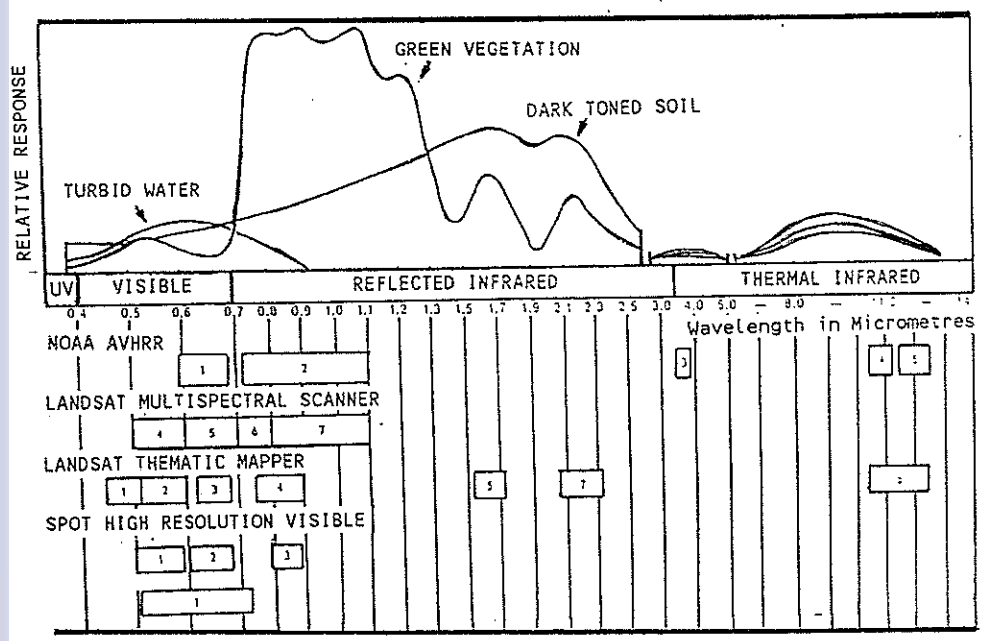 GREEN VEGETATION
DARK TONED SOIL
TURBID WATER
RELATIVE RESPONSE
UV VISIBLE REFLECTED INFRARED THERMAL INFRARED
0.4 0.5 0.6 0.7 0.8 0.9 1.0 1.1 1.2 1.3 1.5 1.7 1.9 2.1 2.3 2.5 3.0 4.0 5.0 — 8.0 — — 14
Wavelength in Micrometres
NOAA AVHRR
1 2 3 4 5
LANDSAT MULTISPECTRAL SCANNER
4 5 6 7
LANDSAT THEMATIC MAPPER
1 2 3 4 5 7
SPOT HIGH RESOLUTION VISIBLE
1 2 3
1